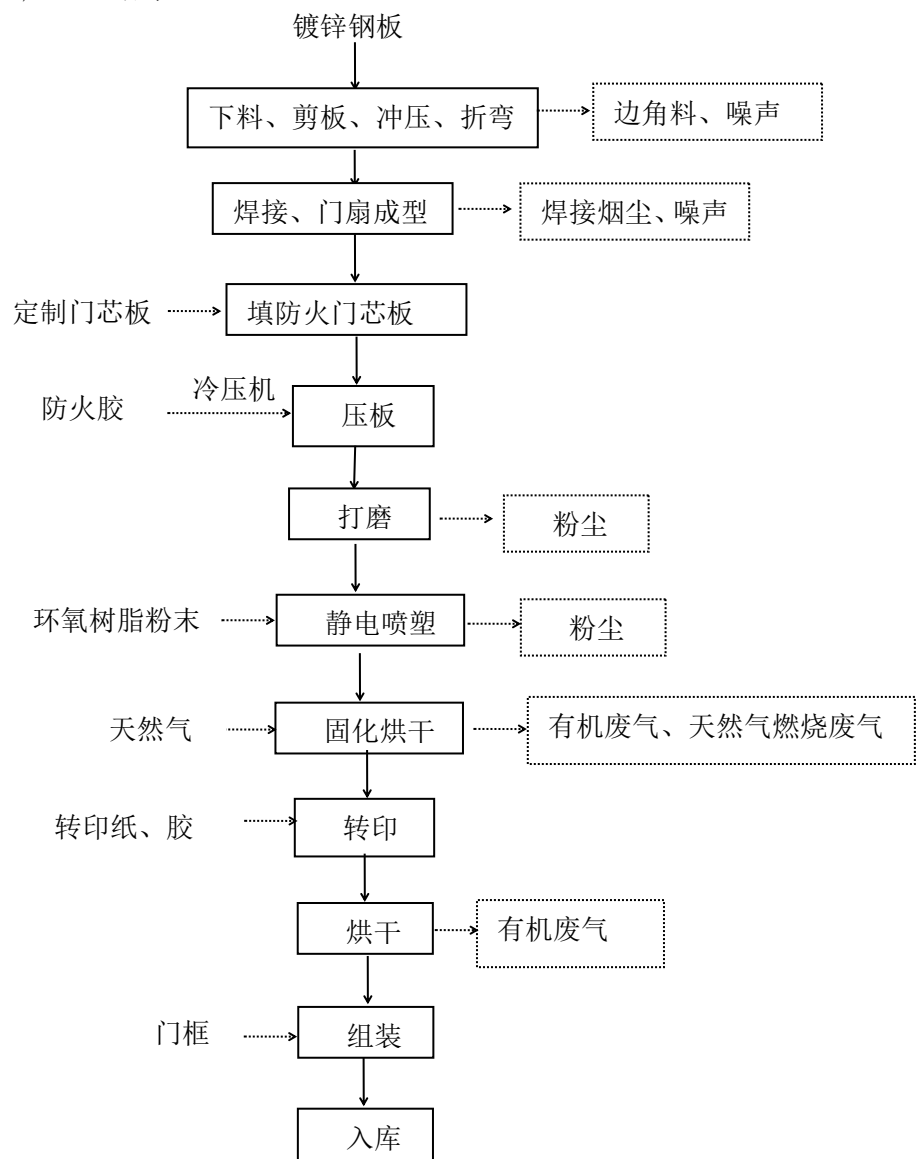 镀锌钢板
下料、剪板、冲压、折弯
边角料、噪声
焊接、门扇成型
焊接烟尘、噪声
定制门芯板
填防火门芯板
防火胶
冷压机
压板
打磨
粉尘
环氧树脂粉末
静电喷塑
粉尘
天然气
固化烘干
有机废气、天然气燃烧废气
转印纸、胶
转印
烘干
有机废气
门框
组装
入库